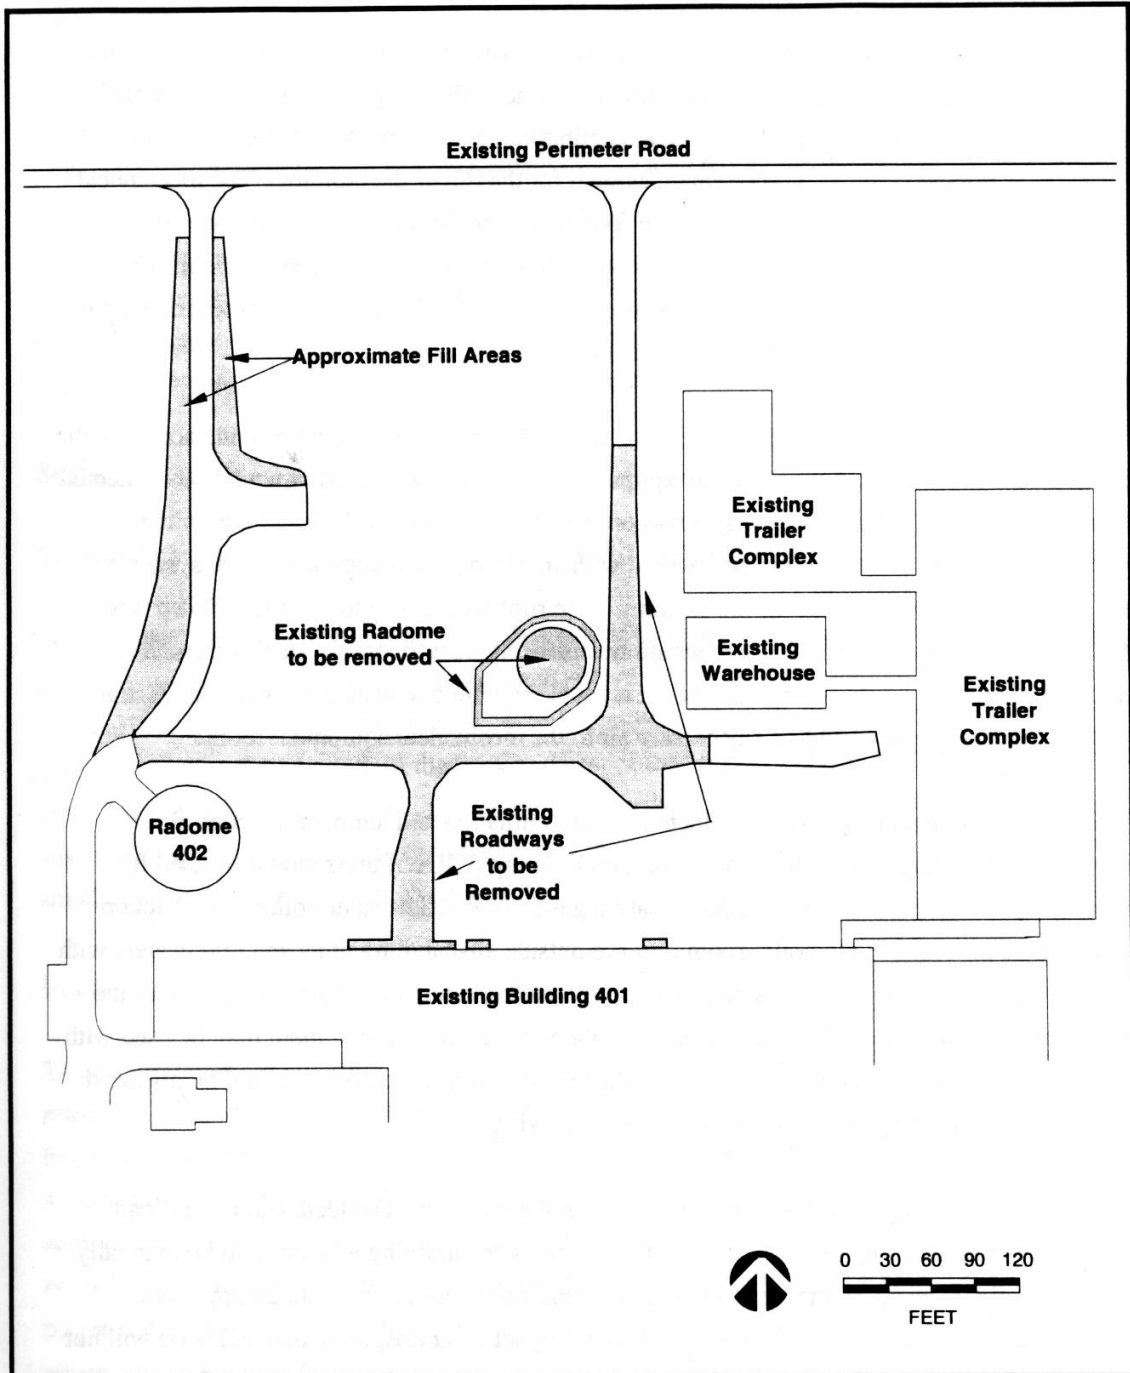 Existing Perimeter Road
Approximate Fill Areas
Existing
Trailer
Complex
Existing Radome
to be removed
Existing
Warehouse
Existing
Trailer
Complex
Radome
402
Existing
Roadways
to be
Removed
Existing Building 401
0 30 60 90 120
FEET